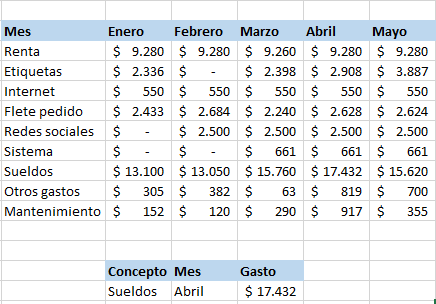 Mes Enero Febrero Marzo Abril Mayo
Renta $ 9.280 $ 9.280 $ 9.260 $ 9.280 $ 9.280
Etiquetas $ 2.336 $ - $ 2.398 $ 2.908 $ 3.887
Internet $ 550 $ 550 $ 550 $ 550 $ 550
Flete pedido $ 2.433 $ 2.684 $ 2.240 $ 2.628 $ 2.624
Redes sociales $ - $ 2.500 $ 2.500 $ 2.500 $ 2.500
Sistema $ - $ - $ 661 $ 661 $ 661
Sueldos $ 13.100 $ 13.050 $ 15.760 $ 17.432 $ 15.620
Otros gastos $ 305 $ 382 $ 63 $ 819 $ 700
Mantenimiento $ 152 $ 120 $ 290 $ 917 $ 355
Concepto Mes Gasto
Sueldos Abril $ 17.432